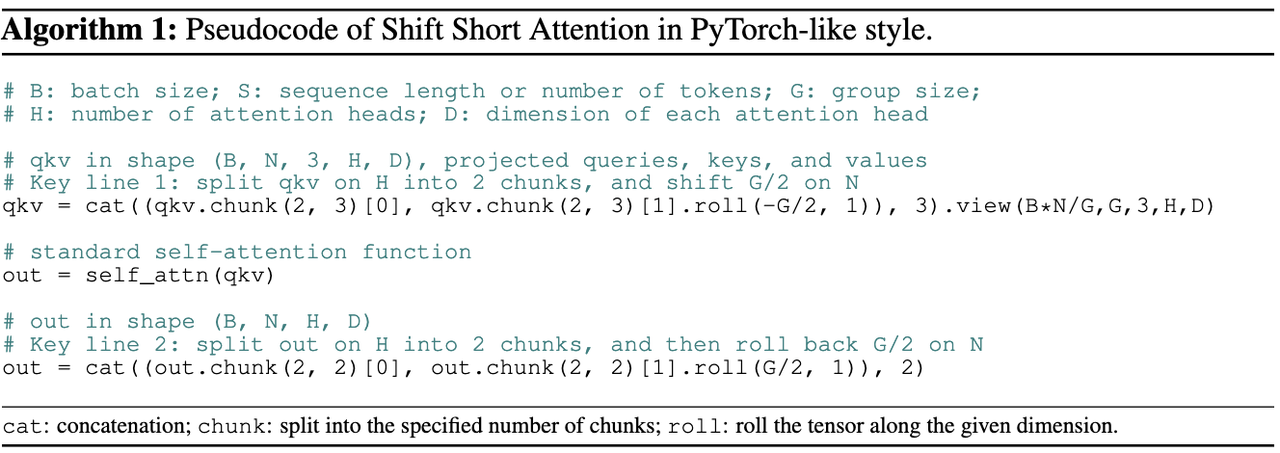 Algorithm 1: Pseudocode of Shift Short Attention in PyTorch-like style.
# B: batch size; S: sequence length or number of tokens; G: group size;
# H: number of attention heads; D: dimension of each attention head
# qkv in shape (B, N, 3, H, D), projected queries, keys, and values
# Key line 1: split qkv on H into 2 chunks, and shift G/2 on N
qkv = cat((qkv.chunk(2, 3)[0], qkv.chunk(2, 3)[1].roll(-G/2, 1)), 3).view(B*N/G,G,3,H,D)
# standard self-attention function
out = self_attn(qkv)
# out in shape (B, N, H, D)
# Key line 2: split out on H into 2 chunks, and then roll back G/2 on N
out = cat((out.chunk(2, 2)[0], out.chunk(2, 2)[1].roll(G/2, 1)), 2)
cat: concatenation; chunk: split into the specified number of chunks; roll: roll the tensor along the given dimension.